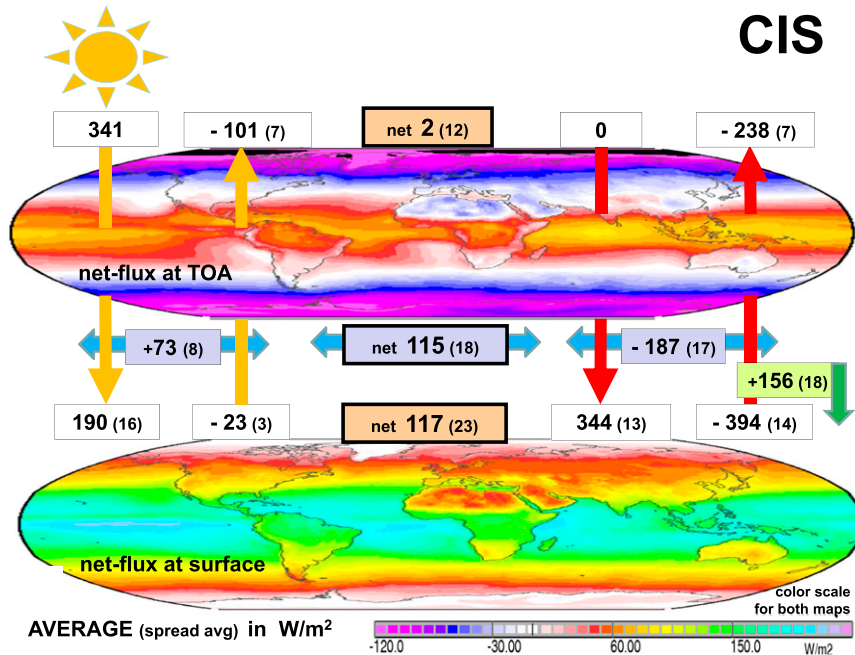 CIS
341
- 101 (7)
net 2 (12)
0
- 238 (7)
net-flux at TOA
+73 (8)
net 115 (18)
- 187 (17)
+156 (18)
190 (16)
- 23 (3)
net 117 (23)
344 (13)
- 394 (14)
net-flux at surface
color scale
for both maps
AVERAGE (spread avg) in W/m²
-120.0 -30.00 60.00 150.0 W/m2